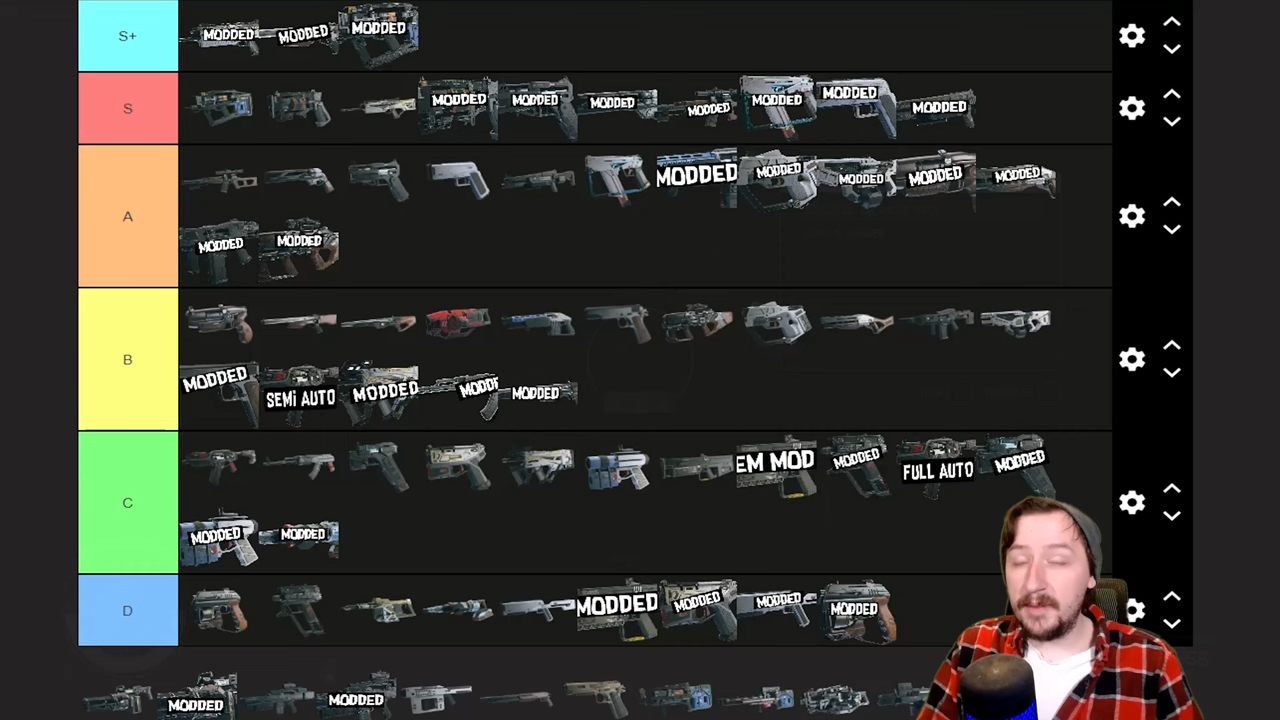 S+
MODDED MODDED MODDED
S
MODDED MODDED MODDED MODDED MODDED MODDED MODDED
A
MODDED MODDED MODDED MODDED MODDED
MODDED MODDED
B
MODDED SEMI AUTO MODDED MODD MODDED
C
EM MOD MODDED FULL AUTO MODDED
MODDED MODDED
D
MODDED MODDED MODDED MODDED
MODDED MODDED